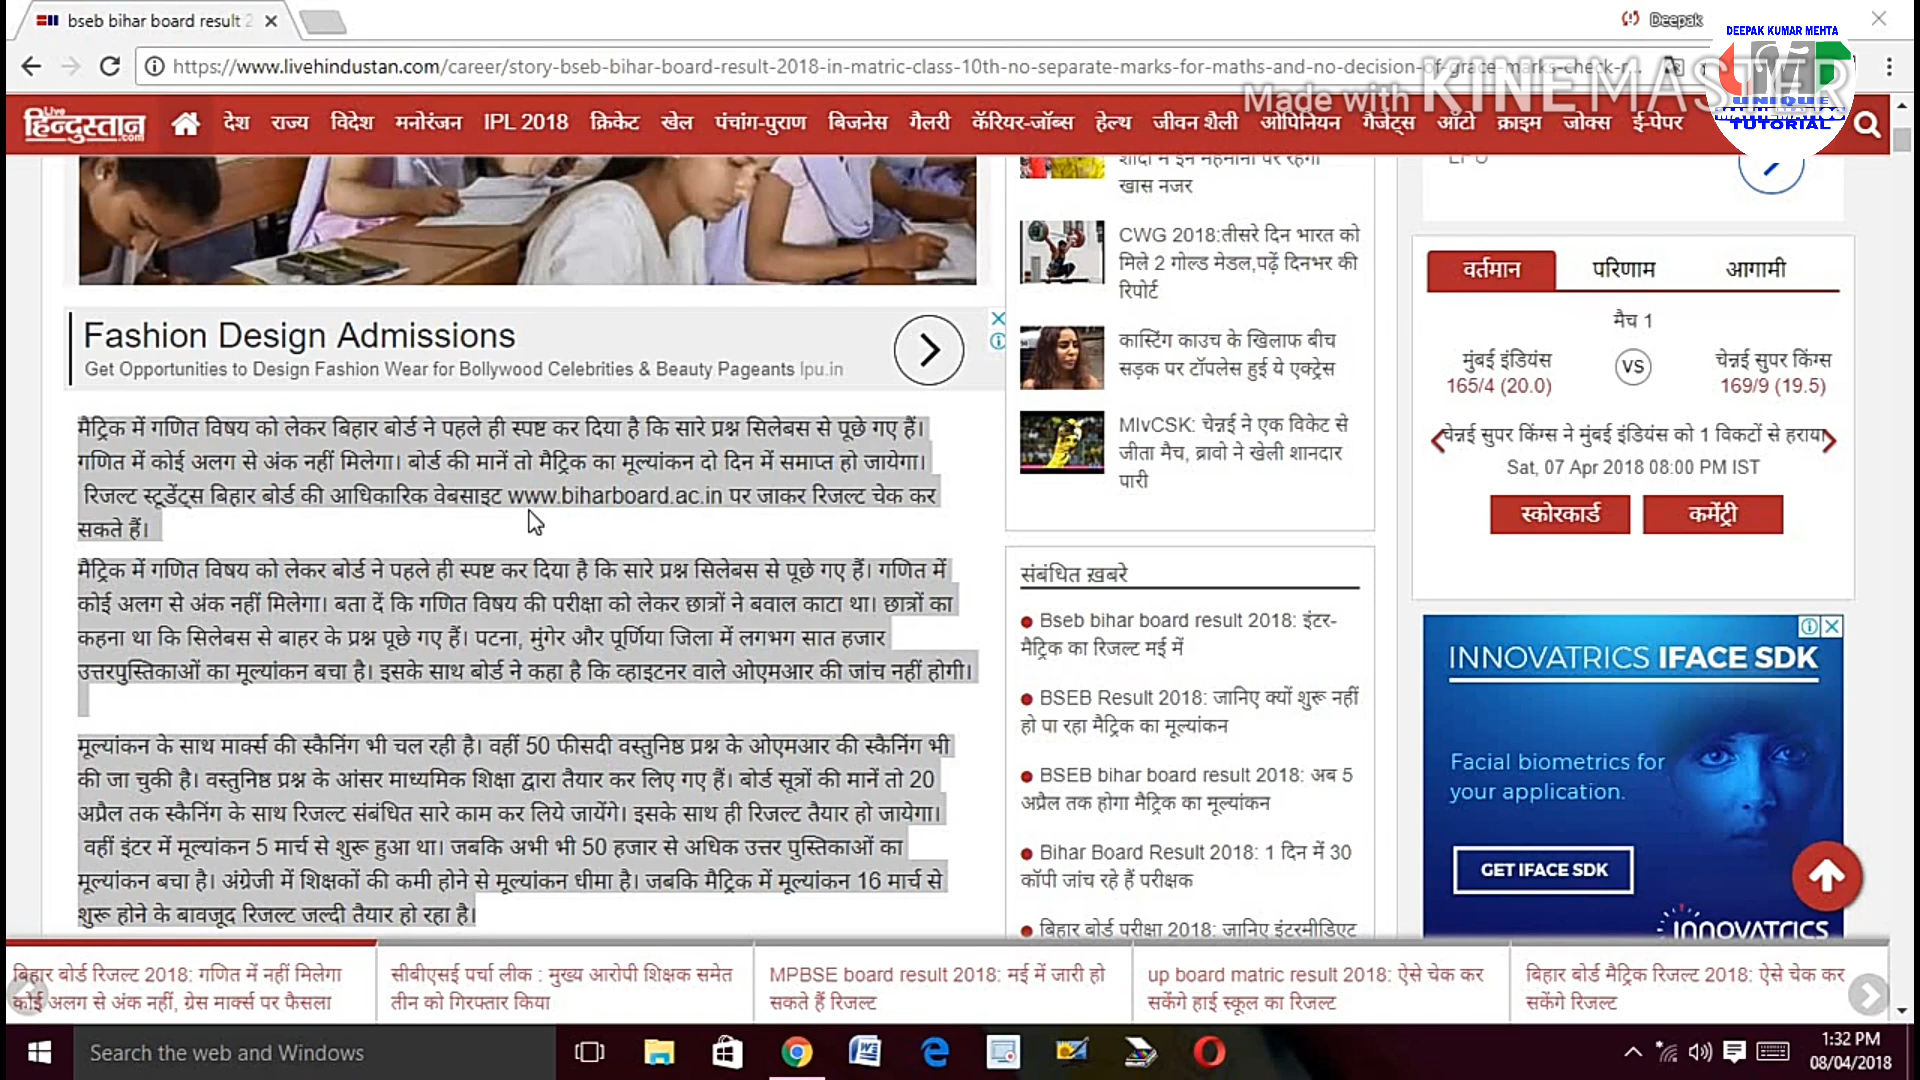 bseb bihar board result 2
Deepak
DEEPAK KUMAR MEHTA
https://www.livehindustan.com/career/story-bseb-bihar-board-result-2018-in-matric-class-10th-no-separate-marks-for-maths-and-no-decision-of-grace-marks-check-r...
Made with KINEMASTER
UNIQUE
TUTORIAL
Live
हिन्दुस्तान
.com
देश राज्य विदेश मनोरंजन IPL 2018 क्रिकेट खेल पंचांग-पुराण बिजनेस गैलरी कॅरियर-जॉब्स हेल्थ जीवन शैली ओपिनियन गैजेट्स ऑटो क्राइम जोक्स ई-पेपर
शादी में इन मेहमानों पर रहेगी
खास नजर
CWG 2018:तीसरे दिन भारत को
मिले 2 गोल्ड मेडल,पढ़ें दिनभर की
रिपोर्ट
कास्टिंग काउच के खिलाफ बीच
सड़क पर टॉपलेस हुई ये एक्ट्रेस
MIvCSK: चेन्नई ने एक विकेट से
जीता मैच, ब्रावो ने खेली शानदार
पारी
वर्तमान परिणाम आगामी
मैच 1
मुंबई इंडियंस VS चेन्नई सुपर किंग्स
165/4 (20.0) 169/9 (19.5)
चेन्नई सुपर किंग्स ने मुंबई इंडियंस को 1 विकटों से हराया
Sat, 07 Apr 2018 08:00 PM IST
स्कोरकार्ड कमेंट्री
Fashion Design Admissions
Get Opportunities to Design Fashion Wear for Bollywood Celebrities & Beauty Pageants lpu.in
मैट्रिक में गणित विषय को लेकर बिहार बोर्ड ने पहले ही स्पष्ट कर दिया है कि सारे प्रश्न सिलेबस से पूछे गए हैं।
गणित में कोई अलग से अंक नहीं मिलेगा। बोर्ड की मानें तो मैट्रिक का मूल्यांकन दो दिन में समाप्त हो जायेगा।
रिजल्ट स्टूडेंट्स बिहार बोर्ड की आधिकारिक वेबसाइट www.biharboard.ac.in पर जाकर रिजल्ट चेक कर
सकते हैं।
मैट्रिक में गणित विषय को लेकर बोर्ड ने पहले ही स्पष्ट कर दिया है कि सारे प्रश्न सिलेबस से पूछे गए हैं। गणित में
कोई अलग से अंक नहीं मिलेगा। बता दें कि गणित विषय की परीक्षा को लेकर छात्रों ने बवाल काटा था। छात्रों का
कहना था कि सिलेबस से बाहर के प्रश्न पूछे गए हैं। पटना, मुंगेर और पूर्णिया जिला में लगभग सात हजार
उत्तरपुस्तिकाओं का मूल्यांकन बचा है। इसके साथ बोर्ड ने कहा है कि व्हाइटनर वाले ओएमआर की जांच नहीं होगी।
मूल्यांकन के साथ मार्क्स की स्कैनिंग भी चल रही है। वहीं 50 फीसदी वस्तुनिष्ठ प्रश्न के ओएमआर की स्कैनिंग भी
की जा चुकी है। वस्तुनिष्ठ प्रश्न के आंसर माध्यमिक शिक्षा द्वारा तैयार कर लिए गए हैं। बोर्ड सूत्रों की मानें तो 20
अप्रैल तक स्कैनिंग के साथ रिजल्ट संबंधित सारे काम कर लिये जायेंगे। इसके साथ ही रिजल्ट तैयार हो जायेगा।
वहीं इंटर में मूल्यांकन 5 मार्च से शुरू हुआ था। जबकि अभी भी 50 हजार से अधिक उत्तर पुस्तिकाओं का
मूल्यांकन बचा है। अंग्रेजी में शिक्षकों की कमी होने से मूल्यांकन धीमा है। जबकि मैट्रिक में मूल्यांकन 16 मार्च से
शुरू होने के बावजूद रिजल्ट जल्दी तैयार हो रहा है।
संबंधित ख़बरे
Bseb bihar board result 2018: इंटर-
मैट्रिक का रिजल्ट मई में
BSEB Result 2018: जानिए क्यों शुरू नहीं
हो पा रहा मैट्रिक का मूल्यांकन
BSEB bihar board result 2018: अब 5
अप्रैल तक होगा मैट्रिक का मूल्यांकन
Bihar Board Result 2018: 1 दिन में 30
कॉपी जांच रहे हैं परीक्षक
बिहार बोर्ड परीक्षा 2018: जानिए इंटरमीडिएट
INNOVATRICS IFACE SDK
Facial biometrics for
your application.
GET IFACE SDK
INNOVATRICS
बिहार बोर्ड रिजल्ट 2018: गणित में नहीं मिलेगा
कोई अलग से अंक नहीं, ग्रेस मार्क्स पर फैसला
सीबीएसई पर्चा लीक : मुख्य आरोपी शिक्षक समेत
तीन को गिरफ्तार किया
MPBSE board result 2018: मई में जारी हो
सकते हैं रिजल्ट
up board matric result 2018: ऐसे चेक कर
सकेंगे हाई स्कूल का रिजल्ट
बिहार बोर्ड मैट्रिक रिजल्ट 2018: ऐसे चेक कर
सकेंगे रिजल्ट
Search the web and Windows
1:32 PM
08/04/2018